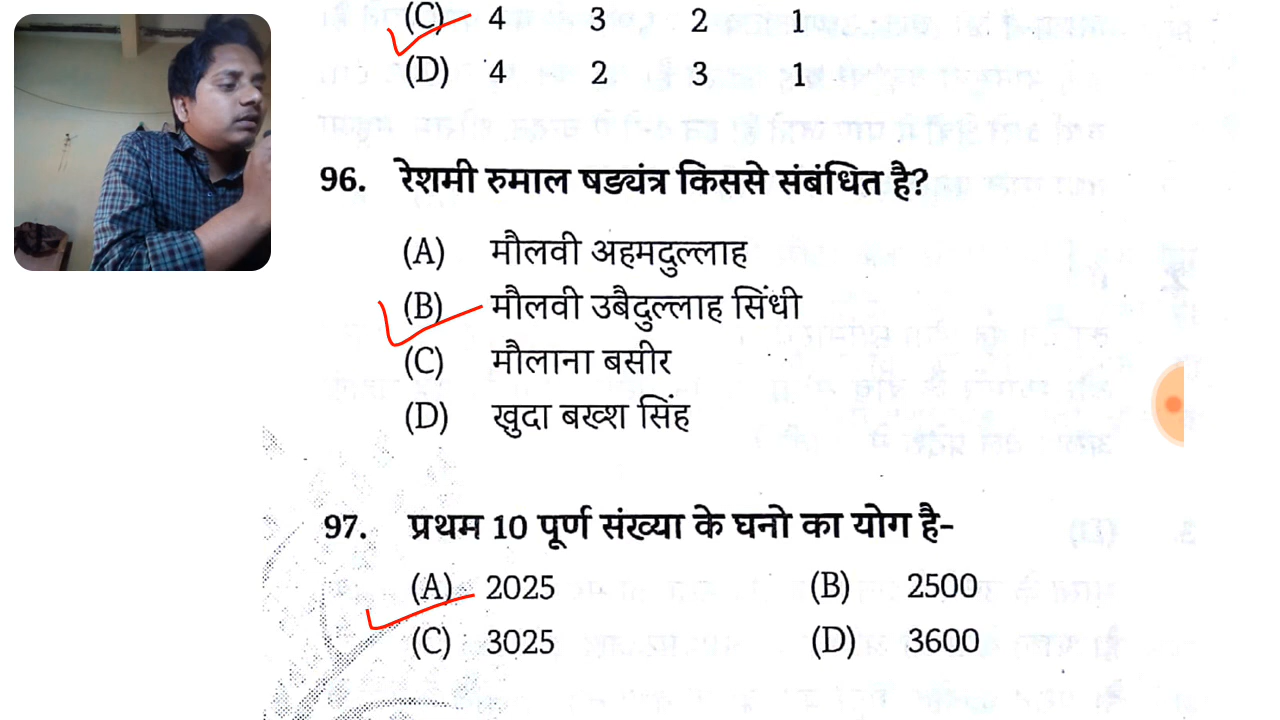 (C) 4 3 2 1
(D) 4 2 3 1
96. रेशमी रुमाल षड्यंत्र किससे संबंधित है?
(A) मौलवी अहमदुल्लाह
(B) मौलवी उबैदुल्लाह सिंधी
(C) मौलाना बसीर
(D) खुदा बख्श सिंह
97. प्रथम 10 पूर्ण संख्या के घनो का योग है-
(A) 2025 (B) 2500
(C) 3025 (D) 3600